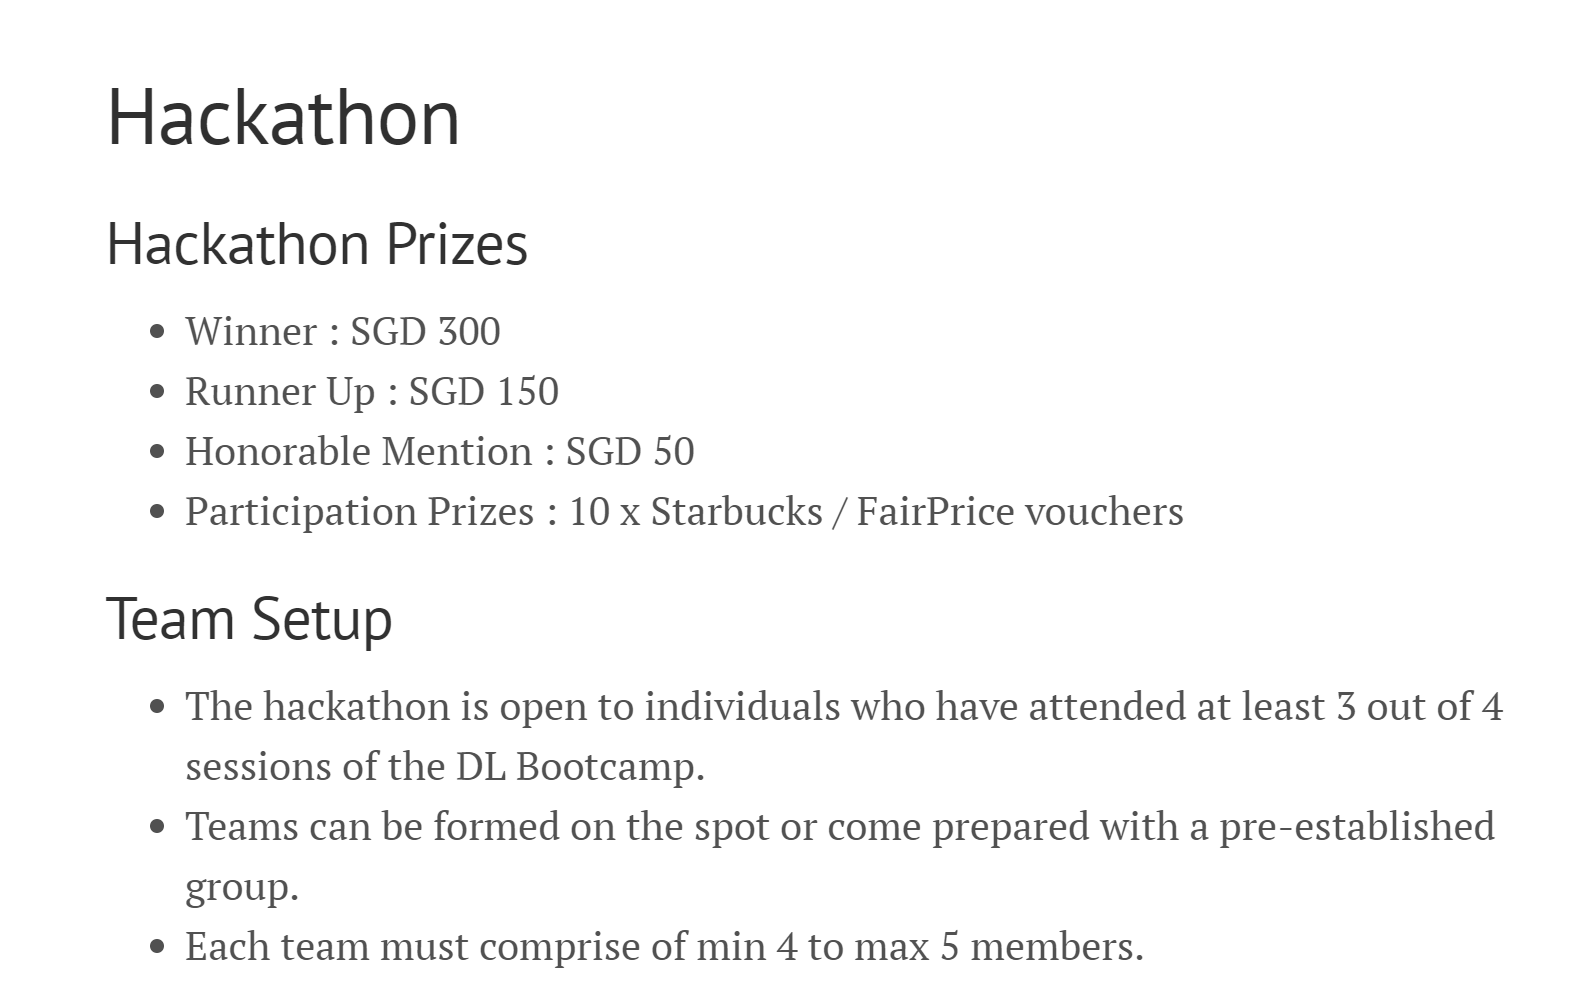 Hackathon
Hackathon Prizes
• Winner : SGD 300
• Runner Up : SGD 150
• Honorable Mention : SGD 50
• Participation Prizes : 10 x Starbucks / FairPrice vouchers
Team Setup
• The hackathon is open to individuals who have attended at least 3 out of 4
sessions of the DL Bootcamp.
• Teams can be formed on the spot or come prepared with a pre-established
group.
• Each team must comprise of min 4 to max 5 members.